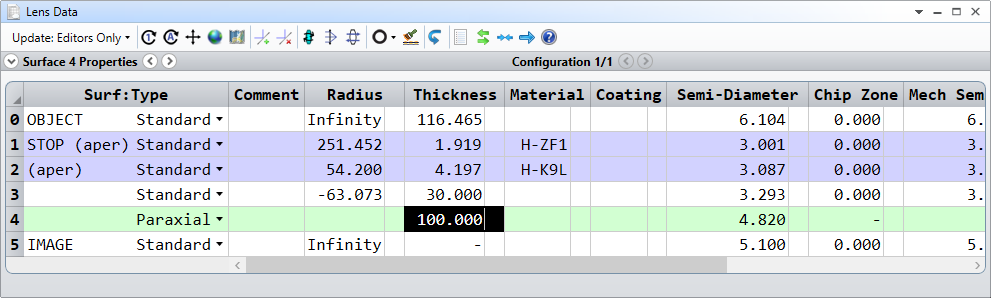 Lens Data
Update: Editors Only
Surface 4 Properties Configuration 1/1
Surf:Type Comment Radius Thickness Material Coating Semi-Diameter Chip Zone Mech Sem
0 OBJECT Standard Infinity 116.465 6.104 0.000 6.
1 STOP (aper) Standard 251.452 1.919 H-ZF1 3.001 0.000 3.
2 (aper) Standard 54.200 4.197 H-K9L 3.087 0.000 3.
3 Standard -63.073 30.000 3.293 0.000 3.
4 Paraxial 100.000 4.820 -
5 IMAGE Standard Infinity - 5.100 0.000 5.